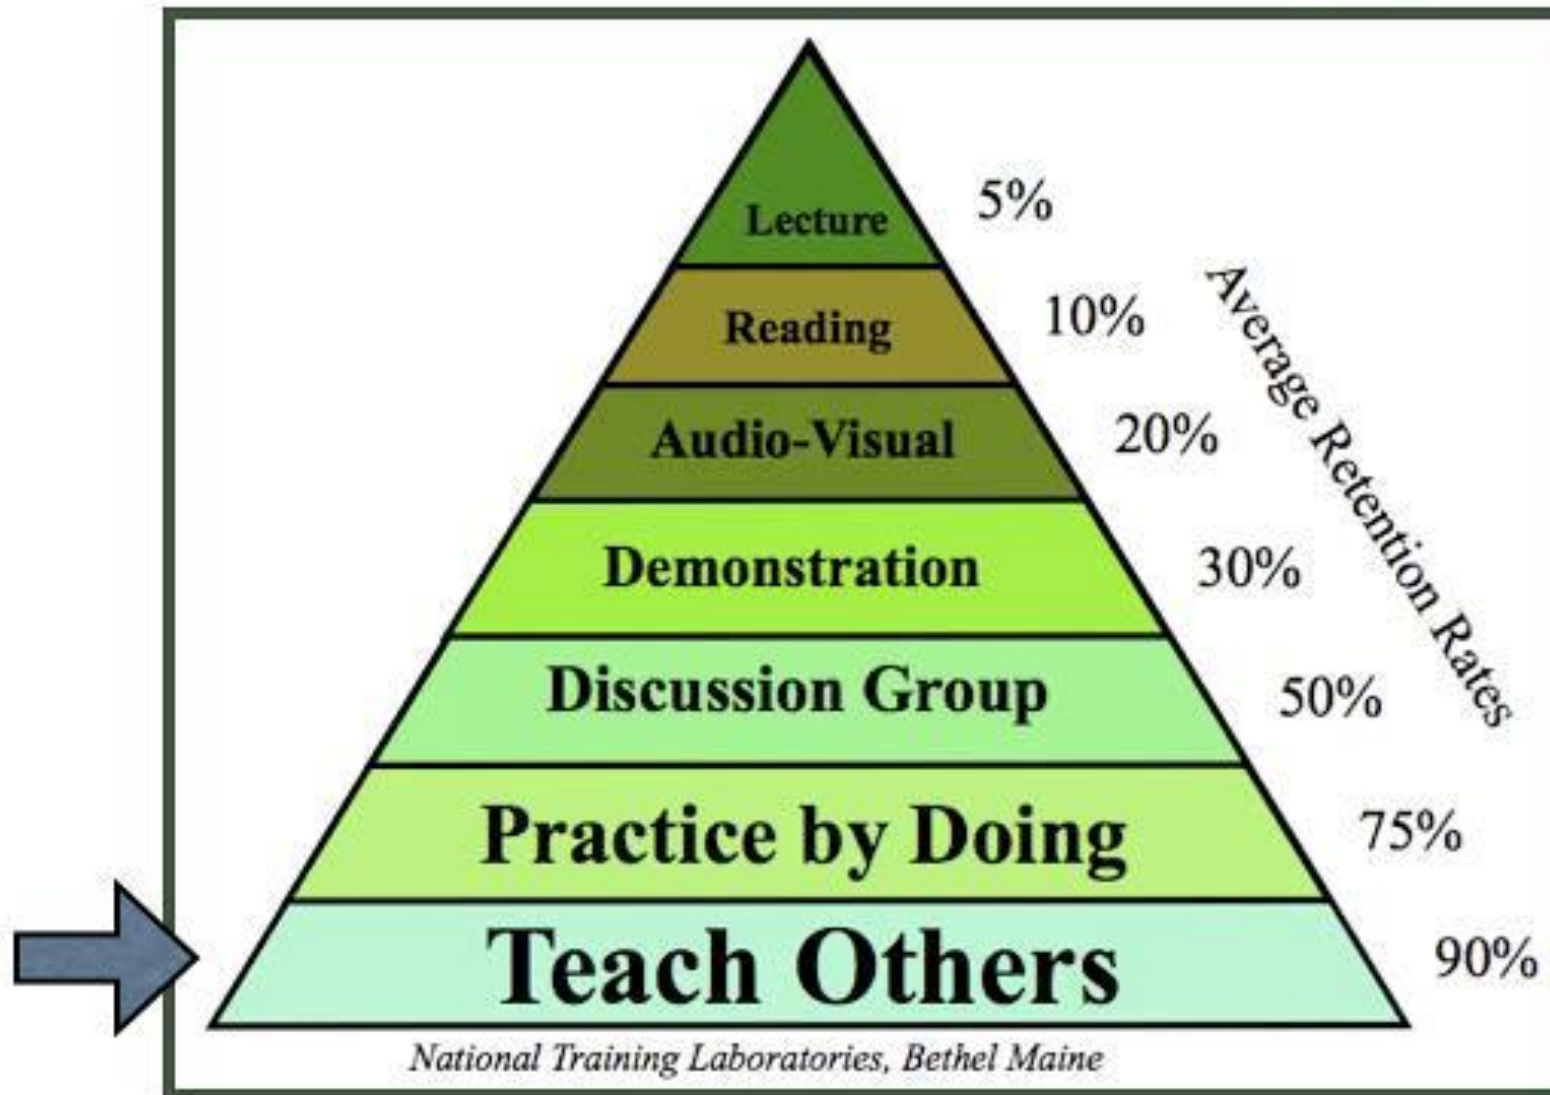 Lecture
5%
Reading
10%
Audio-Visual
20%
Demonstration
30%
Discussion Group
50%
Practice by Doing
75%
Teach Others
90%
Average Retention Rates
National Training Laboratories, Bethel Maine